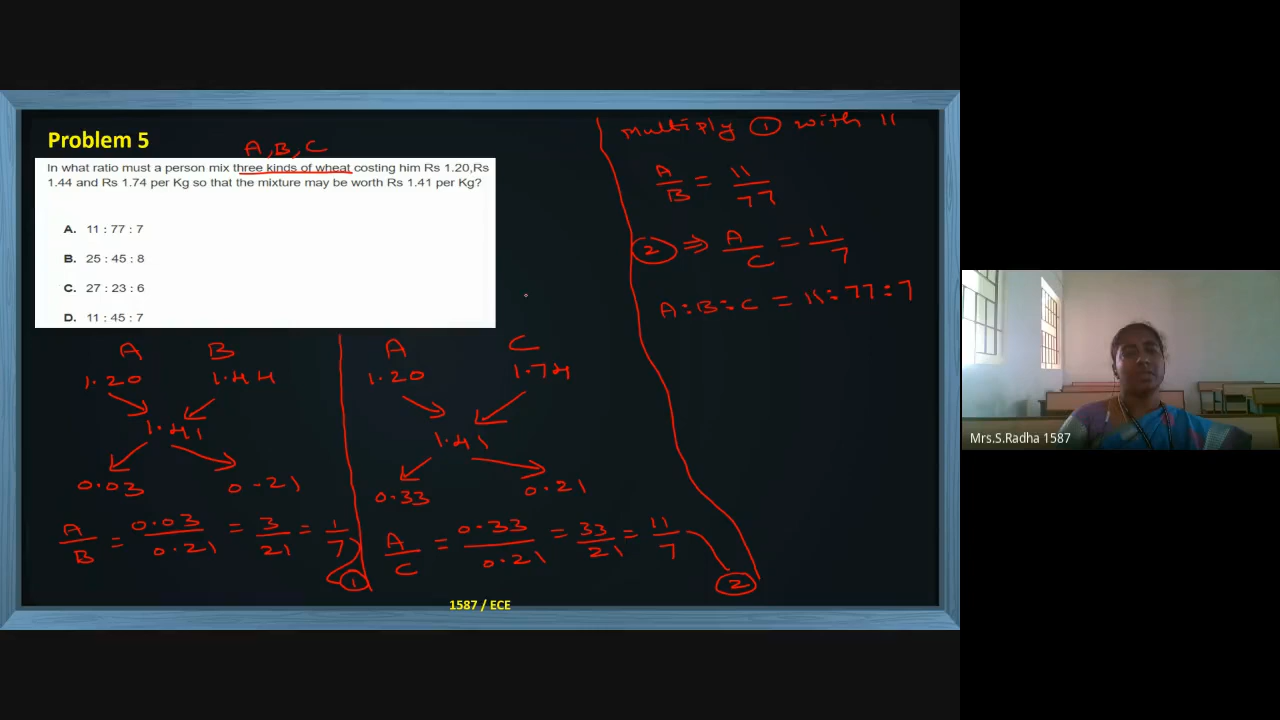 Problem 5
A, B, C
In what ratio must a person mix three kinds of wheat costing him Rs 1.20,Rs
1.44 and Rs 1.74 per Kg so that the mixture may be worth Rs 1.41 per Kg?
A. 11 : 77 : 7
B. 25 : 45 : 8
C. 27 : 23 : 6
D. 11 : 45 : 7
A B
1.20 1.44
1.41
0.03 0.21
A/B = 0.03/0.21 = 3/21 = 1/7
1
A C
1.20 1.74
1.41
0.33 0.21
A/C = 0.33/0.21 = 33/21 = 11/7
2
Multiply 1 with 11
A/B = 11/77
2 ⇒ A/C = 11/7
A:B:C = 11:77:7
1587 / ECE
Mrs.S.Radha 1587